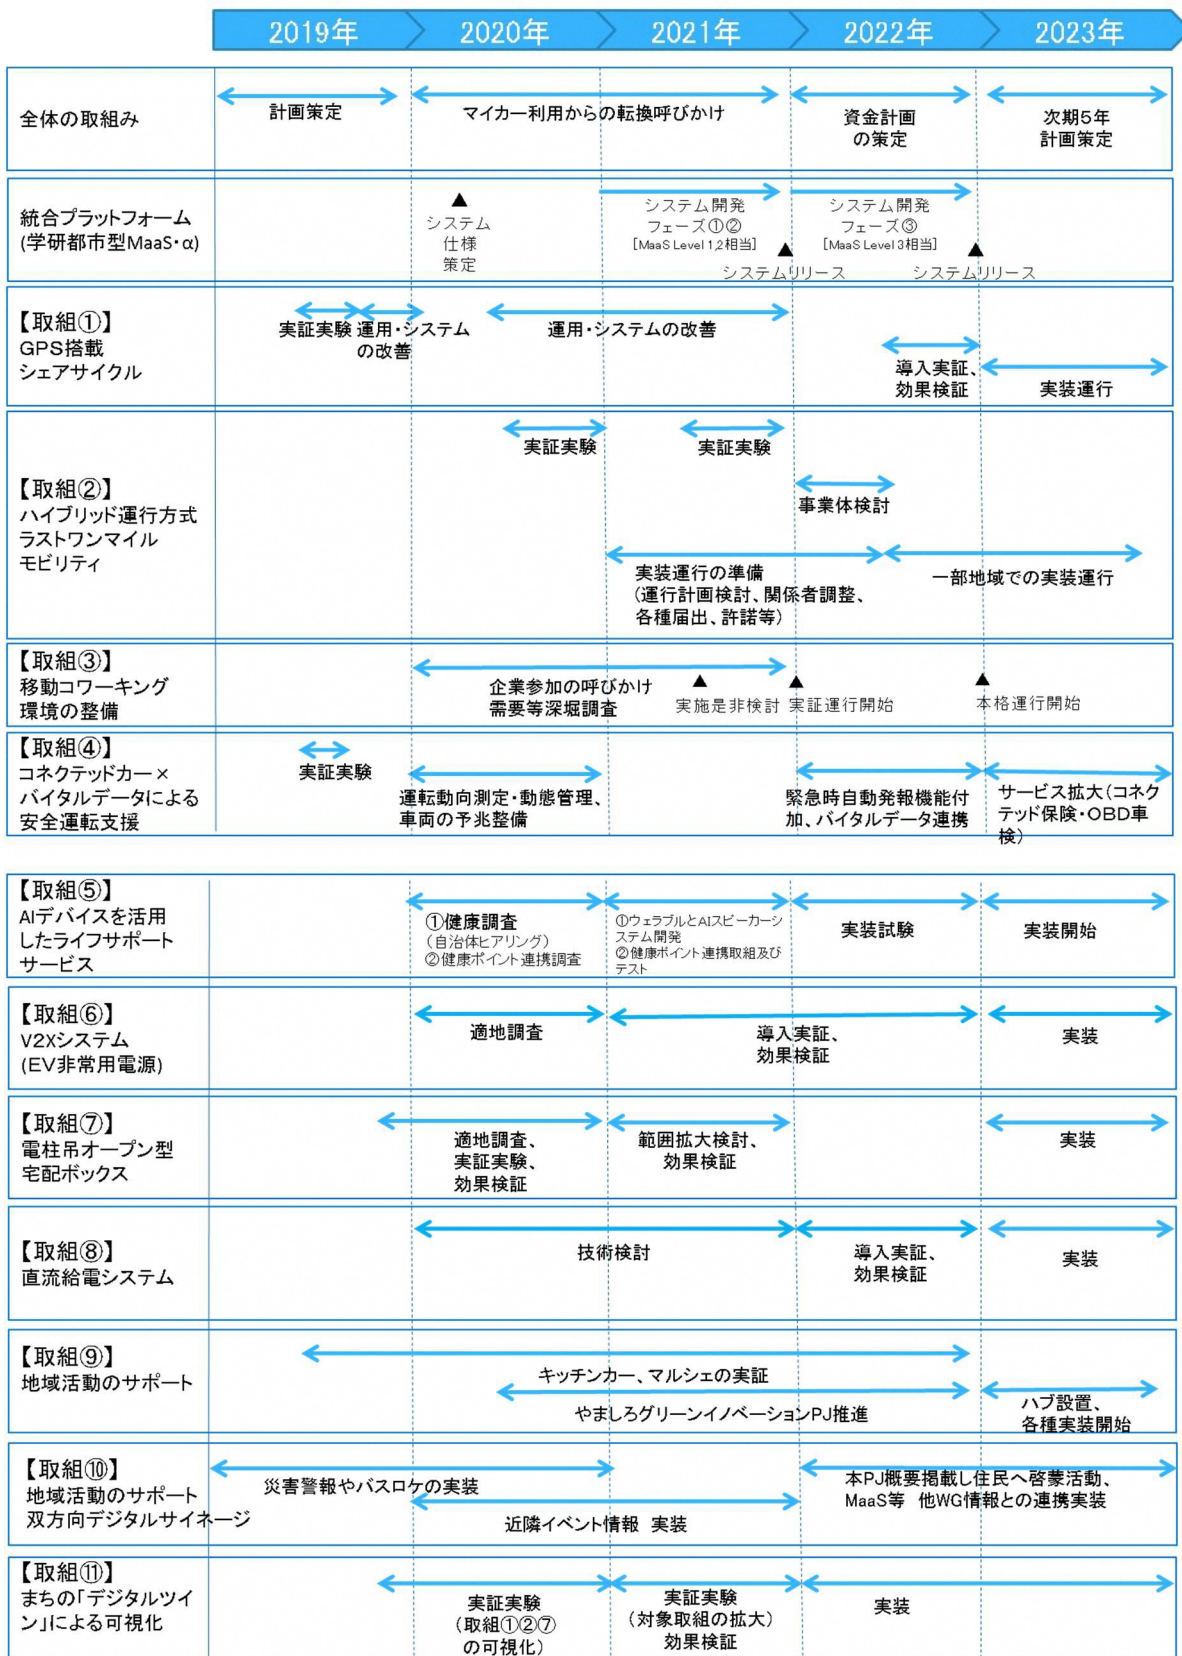 2019年
2020年
2021年
2022年
2023年
全体の取組み
計画策定
マイカー利用からの転換呼びかけ
資金計画
の策定
次期5年
計画策定
統合プラットフォーム
(学研都市型MaaS・α)
▲
システム
仕様
策定
システム開発
フェーズ①②
[MaaS Level 1,2相当]
▲
システムリリース
システム開発
フェーズ③
[MaaS Level 3相当]
▲
システムリリース
【取組①】
GPS搭載
シェアサイクル
実証実験
運用・システム
の改善
運用・システムの改善
導入実証、
効果検証
実装運行
【取組②】
ハイブリッド運行方式
ラストワンマイル
モビリティ
実証実験
実証実験
事業体検討
実装運行の準備
(運行計画検討、関係者調整、
各種届出、許諾等)
一部地域での実装運行
【取組③】
移動コワーキング
環境の整備
企業参加の呼びかけ
需要等深堀調査
▲
実施是非検討
▲
実証運行開始
▲
本格運行開始
【取組④】
コネクテッドカー×
バイタルデータによる
安全運転支援
実証実験
運転動向測定・動態管理、
車両の予兆整備
緊急時自動発報機能付
加、バイタルデータ連携
サービス拡大(コネク
テッド保険・OBD車
検)
【取組⑤】
AIデバイスを活用
したライフサポート
サービス
①健康調査
(自治体ヒアリング)
②健康ポイント連携調査
①ウェラブルとAIスピーカーシ
ステム開発
②健康ポイント連携取組及び
テスト
実装試験
実装開始
【取組⑥】
V2Xシステム
(EV非常用電源)
適地調査
導入実証、
効果検証
実装
【取組⑦】
電柱吊オープン型
宅配ボックス
適地調査、
実証実験、
効果検証
範囲拡大検討、
効果検証
実装
【取組⑧】
直流給電システム
技術検討
導入実証、
効果検証
実装
【取組⑨】
地域活動のサポート
キッチンカー、マルシェの実証
やましろグリーンイノベーションPJ推進
ハブ設置、
各種実装開始
【取組⑩】
地域活動のサポート
双方向デジタルサイネージ
災害警報やバスロケの実装
近隣イベント情報 実装
本PJ概要掲載し住民へ啓蒙活動、
MaaS等 他WG情報との連携実装
【取組⑪】
まちの「デジタルツイ
ン」による可視化
実証実験
(取組①②⑦
の可視化)
実証実験
(対象取組の拡大)
効果検証
実装